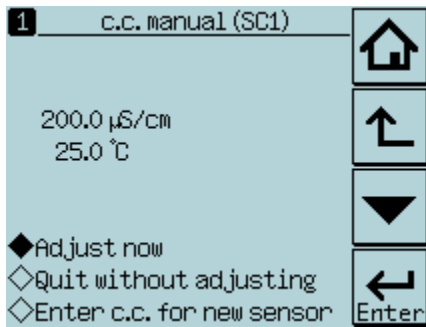 1 c.c. manual (SC1)
200.0 µS/cm
25.0 °C
Adjust now
Quit without adjusting
Enter c.c. for new sensor
Enter